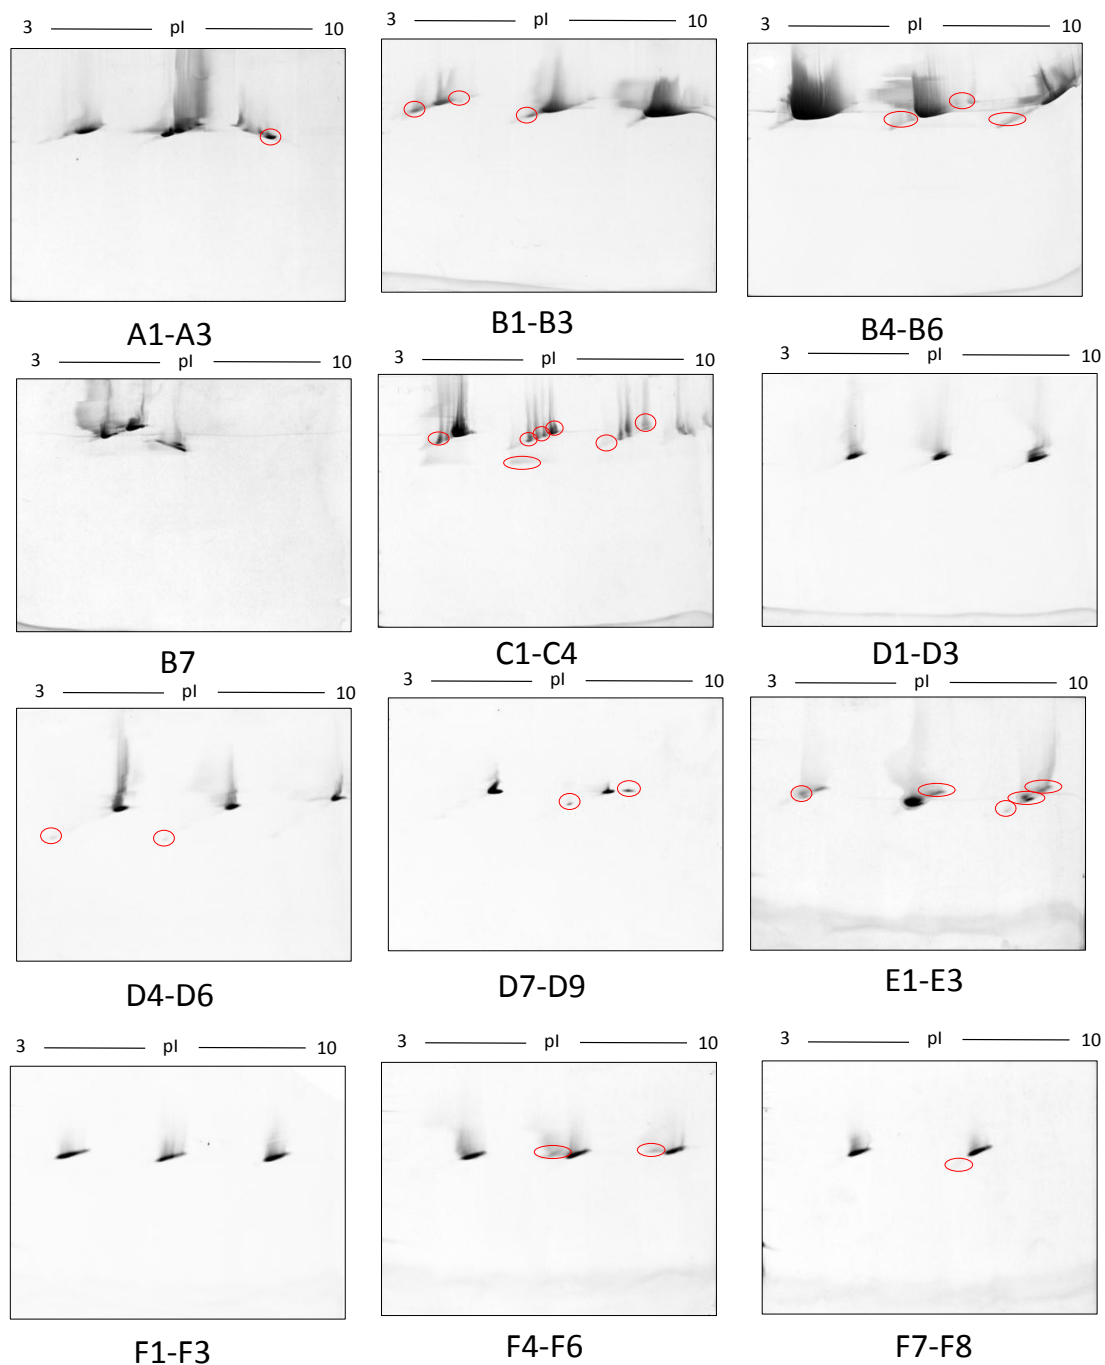 3 pI 10
3 pI 10
3 pI 10
A1-A3
B1-B3
B4-B6
3 pI 10
3 pI 10
3 pI 10
B7
C1-C4
D1-D3
3 pI 10
3 pI 10
3 pI 10
D4-D6
D7-D9
E1-E3
3 pI 10
3 pI 10
3 pI 10
F1-F3
F4-F6
F7-F8